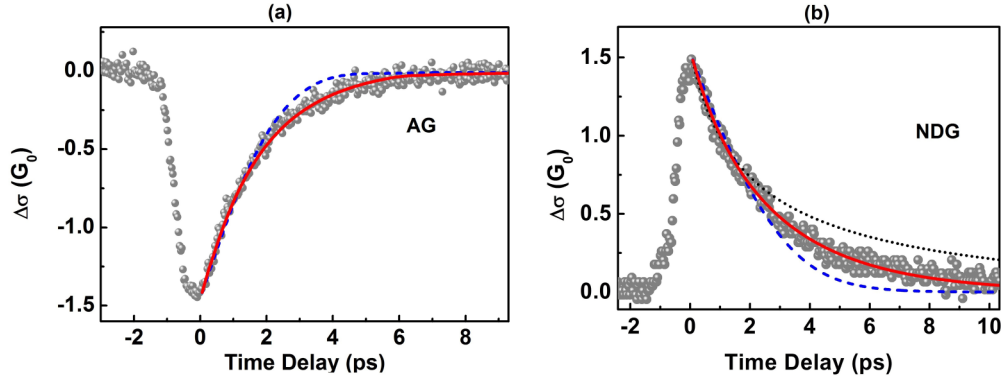 (a)
0.0
-0.5
-1.0
-1.5
Δσ (G₀)
AG
-2 0 2 4 6 8
Time Delay (ps)
(b)
1.5
1.0
0.5
0.0
Δσ (G₀)
NDG
-2 0 2 4 6 8 10
Time Delay (ps)